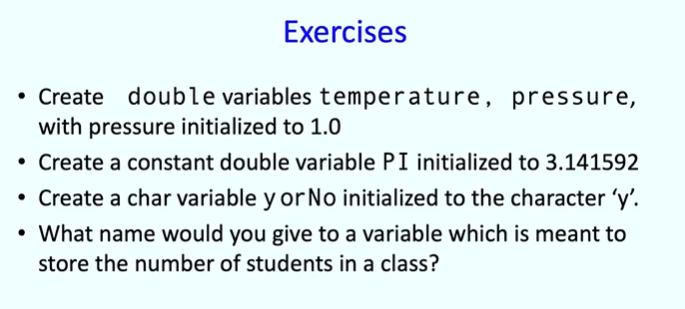 Exercises
• Create double variables temperature, pressure,
with pressure initialized to 1.0
• Create a constant double variable PI initialized to 3.141592
• Create a char variable yorNo initialized to the character ‘y’.
• What name would you give to a variable which is meant to
store the number of students in a class?